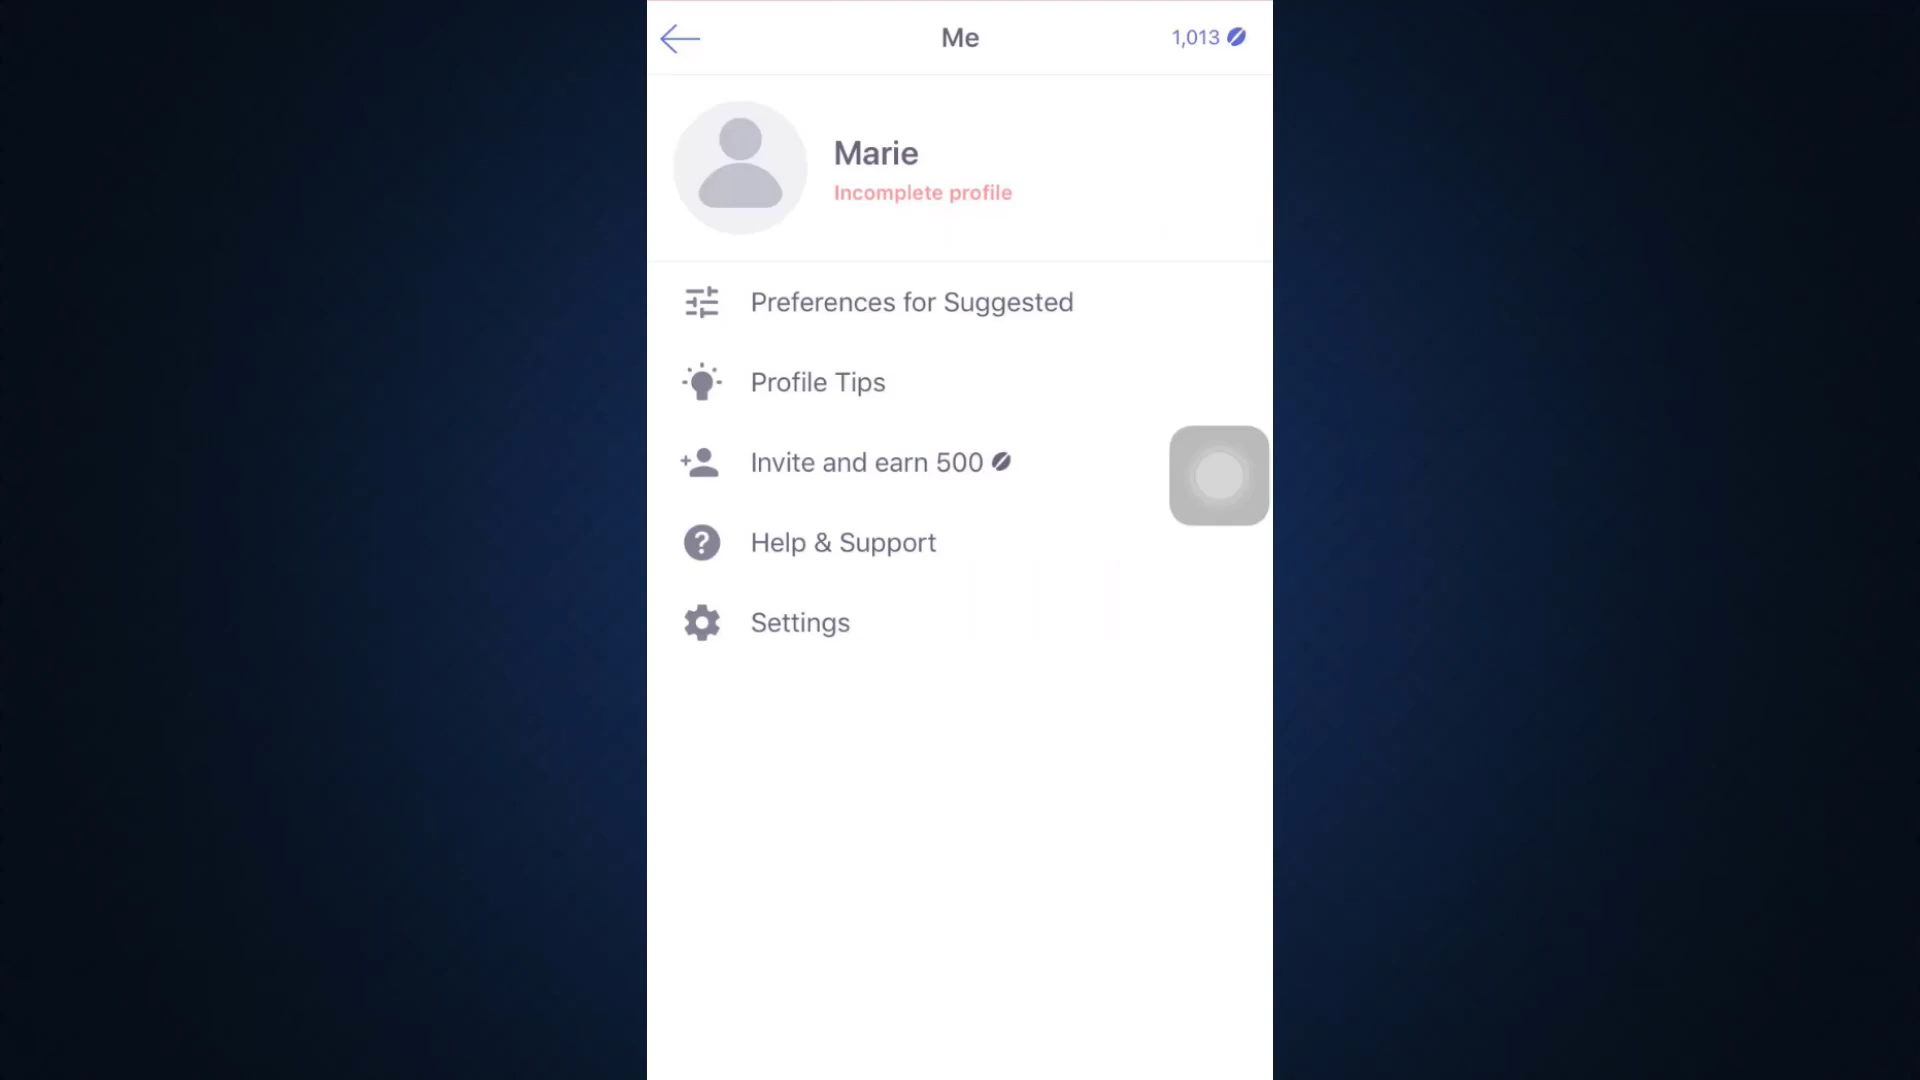 Me
1,013
Marie
Incomplete profile
Preferences for Suggested
Profile Tips
Invite and earn 500
Help & Support
Settings